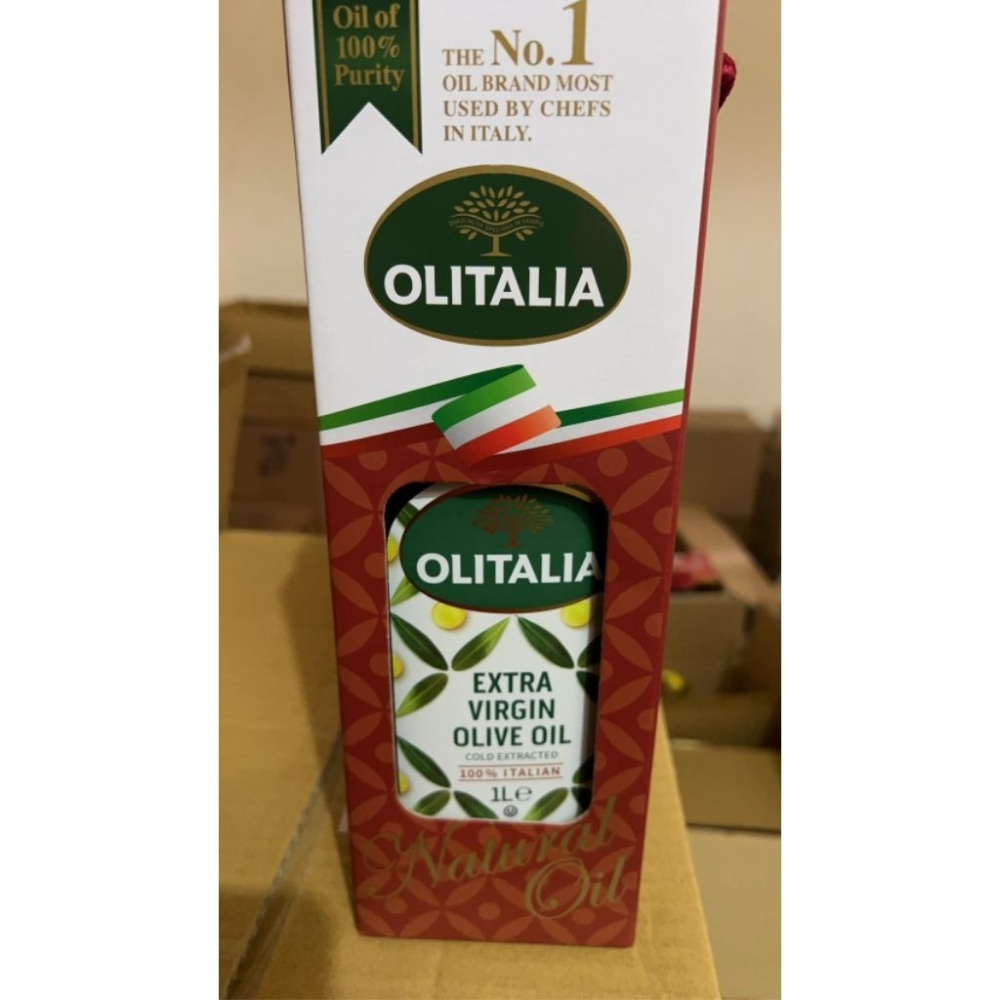 Oil of
100%
Purity
THE No.1
OIL BRAND MOST
USED BY CHEFS
IN ITALY.
OLITALIA
OLITALIA
EXTRA
VIRGIN
OLIVE OIL
COLD EXTRACTED
100% ITALIAN
1L℮
Natural
Oil